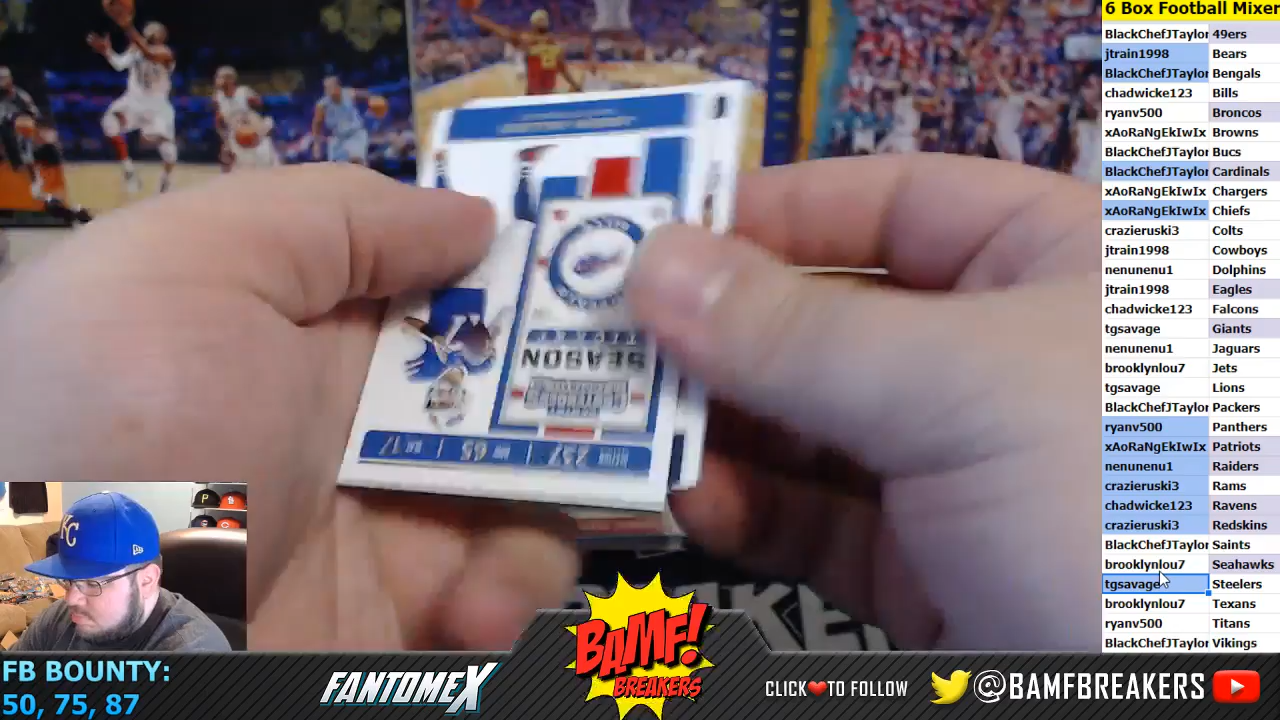 6 Box Football Mixer
BlackChefJTaylor 49ers
jtrain1998 Bears
BlackChefJTaylor Bengals
chadwicke123 Bills
ryanv500 Broncos
xAoRaNgEkIwIx Browns
BlackChefJTaylor Bucs
BlackChefJTaylor Cardinals
xAoRaNgEkIwIx Chargers
xAoRaNgEkIwIx Chiefs
crazieruski3 Colts
jtrain1998 Cowboys
nenunenu1 Dolphins
jtrain1998 Eagles
chadwicke123 Falcons
tgsavage Giants
nenunenu1 Jaguars
brooklynlou7 Jets
tgsavage Lions
BlackChefJTaylor Packers
ryanv500 Panthers
xAoRaNgEkIwIx Patriots
nenunenu1 Raiders
crazieruski3 Rams
chadwicke123 Ravens
crazieruski3 Redskins
BlackChefJTaylor Saints
brooklynlou7 Seahawks
tgsavage Steelers
brooklynlou7 Texans
ryanv500 Titans
BlackChefJTaylor Vikings
SEASON
KC
P
FB BOUNTY:
50, 75, 87
FANTOMEX
BAMF!
BREAKERS
CLICK TO FOLLOW
@BAMFBREAKERS